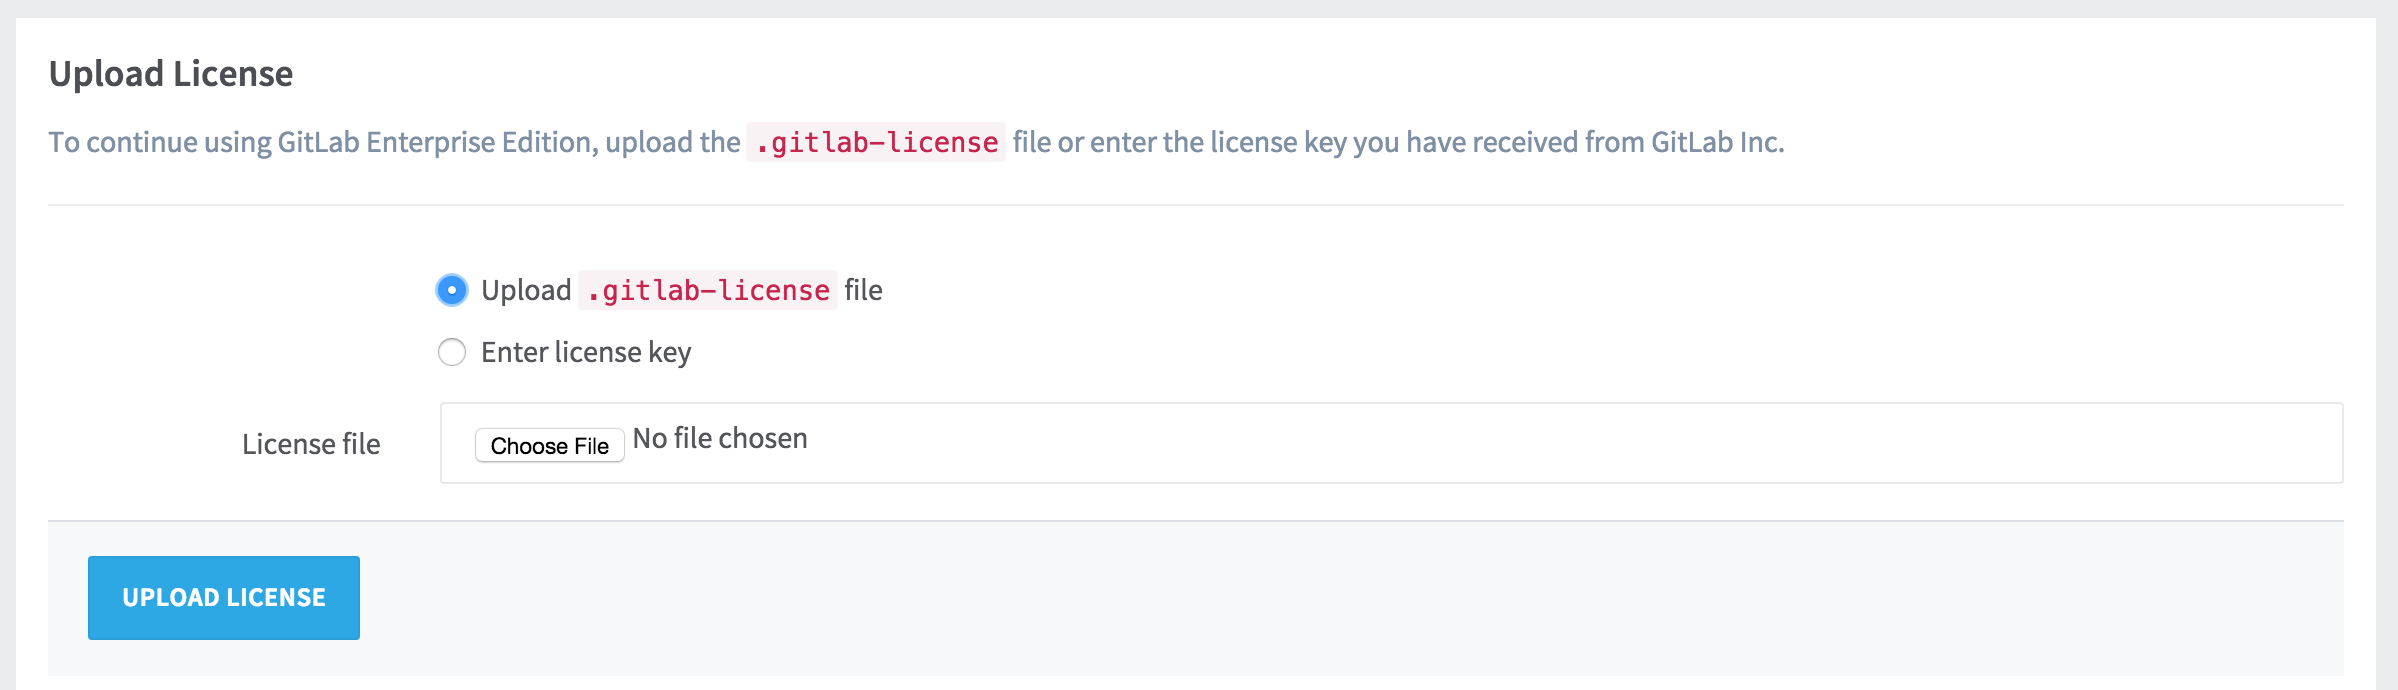 Upload License
To continue using GitLab Enterprise Edition, upload the .gitlab-license file or enter the license key you have received from GitLab Inc.
Upload .gitlab-license file
Enter license key
License file
Choose File No file chosen
UPLOAD LICENSE